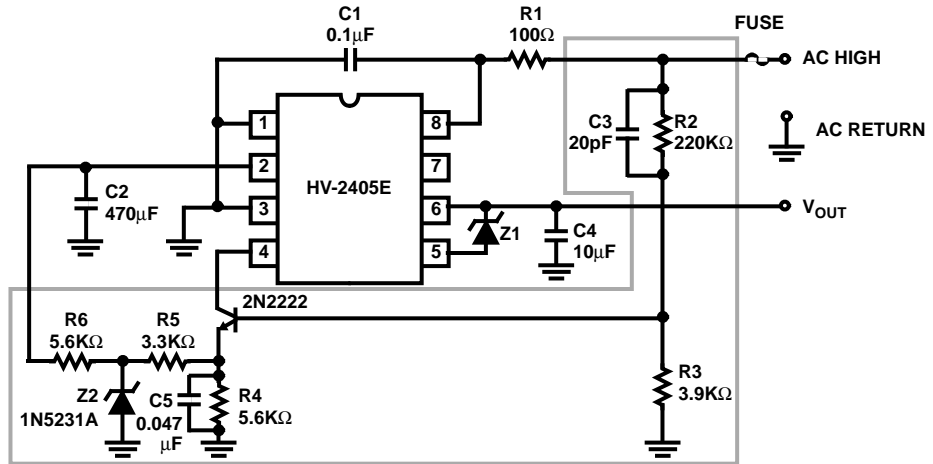 C1
0.1μF
R1
100Ω
FUSE
AC HIGH
1
2
3
4
8
7
6
5
HV-2405E
C3
20pF
R2
220KΩ
AC RETURN
C2
470μF
Z1
C4
10μF
VOUT
2N2222
R6
5.6KΩ
R5
3.3KΩ
Z2
1N5231A
C5
0.047
μF
R4
5.6KΩ
R3
3.9KΩ